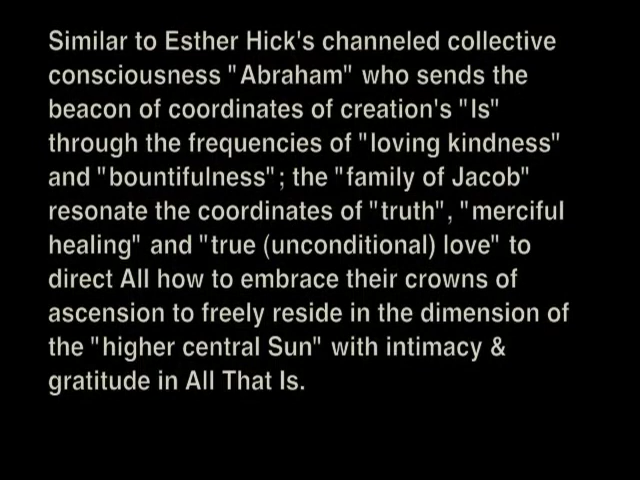 Similar to Esther Hick's channeled collective
consciousness "Abraham" who sends the
beacon of coordinates of creation's "Is"
through the frequencies of "loving kindness"
and "bountifulness"; the "family of Jacob"
resonate the coordinates of "truth", "merciful
healing" and "true (unconditional) love" to
direct All how to embrace their crowns of
ascension to freely reside in the dimension of
the "higher central Sun" with intimacy &
gratitude in All That Is.